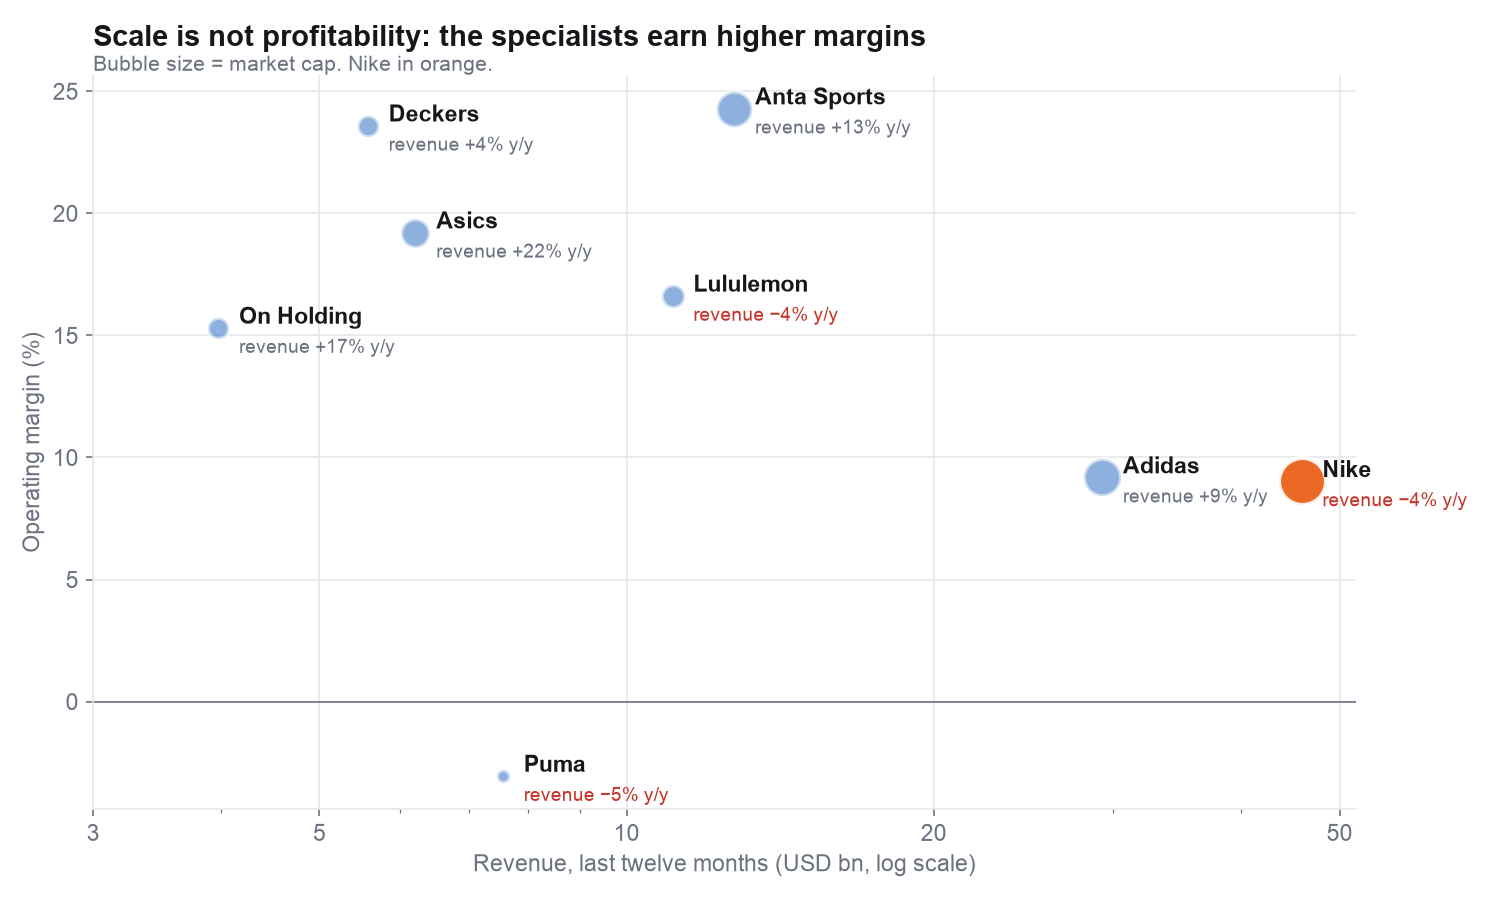 Scale is not profitability: the specialists earn higher margins
Bubble size = market cap. Nike in orange.
25
20
15
10
5
0
Operating margin (%)
Anta Sports
revenue +13% y/y
Deckers
revenue +4% y/y
Asics
revenue +22% y/y
Lululemon
revenue −4% y/y
On Holding
revenue +17% y/y
Adidas
revenue +9% y/y
Nike
revenue −4% y/y
Puma
revenue −5% y/y
3
5
10
20
50
Revenue, last twelve months (USD bn, log scale)